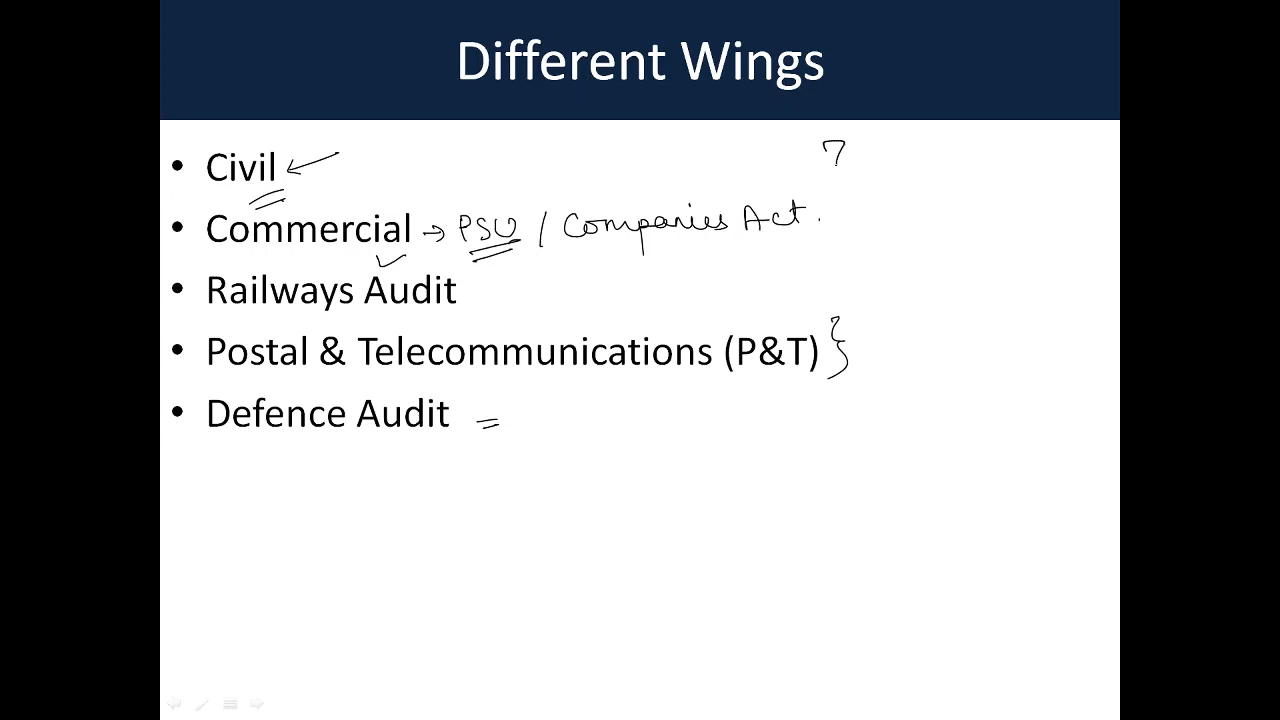 Different Wings
• Civil
7
• Commercial → PSU / Companies Act.
• Railways Audit
• Postal & Telecommunications (P&T) }
• Defence Audit =